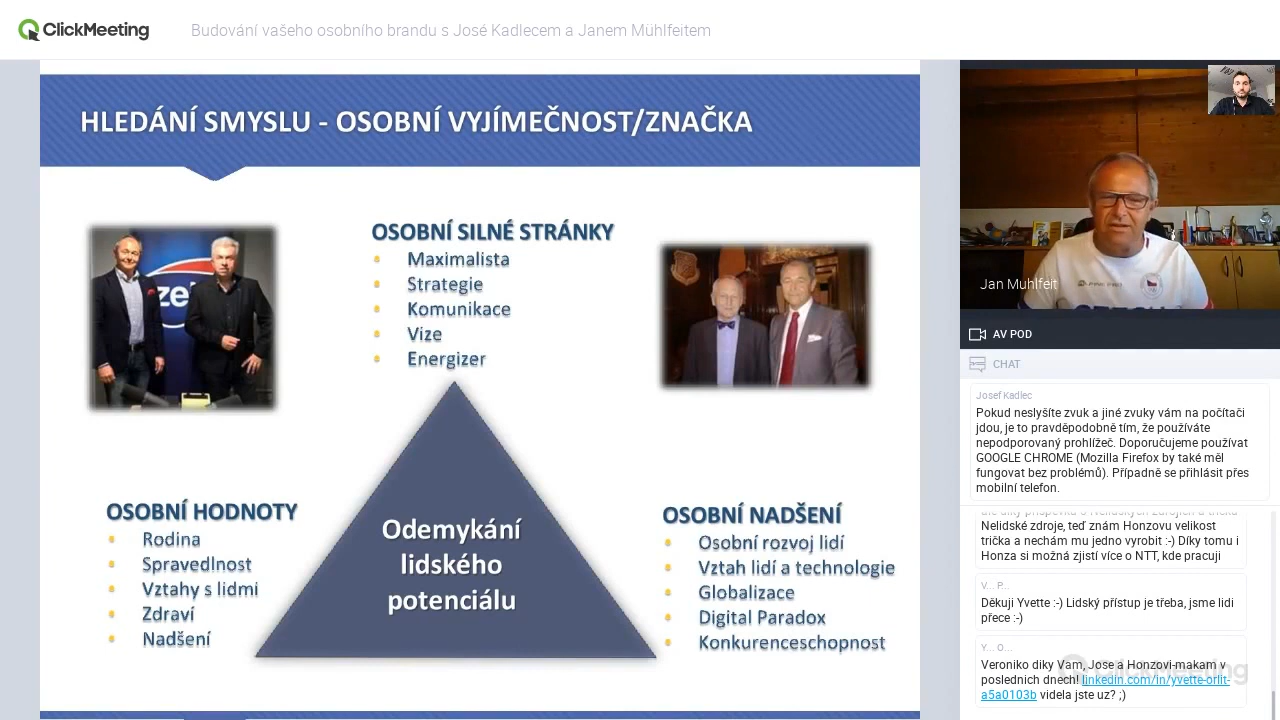 ClickMeeting
Budování vašeho osobního brandu s José Kadlecem a Janem Mühlfeitem
HLEDÁNÍ SMYSLU - OSOBNÍ VYJÍMEČNOST/ZNAČKA
OSOBNÍ SILNÉ STRÁNKY
Maximalista
Strategie
Komunikace
Vize
Energizer
OSOBNÍ HODNOTY
Rodina
Spravedlnost
Vztahy s lidmi
Zdraví
Nadšení
Odemykání
lidského
potenciálu
OSOBNÍ NADŠENÍ
Osobní rozvoj lidí
Vztah lidí a technologie
Globalizace
Digital Paradox
Konkurenceschopnost
Jan Muhlfeit
AV POD
CHAT
Josef Kadlec
Pokud neslyšíte zvuk a jiné zvuky vám na počítači
jdou, je to pravděpodobně tím, že používáte
nepodporovaný prohlížeč. Doporučujeme používat
GOOGLE CHROME (Mozilla Firefox by také měl
fungovat bez problémů). Případně se přihlásit přes
mobilní telefon.
Nelidské zdroje, teď znám Honzovu velikost
trička a nechám mu jedno vyrobit :-) Díky tomu i
Honza si možná zjistí více o NTT, kde pracuji
V... P...
Děkuji Yvette :-) Lidský přístup je třeba, jsme lidi
přece :-)
Y... O...
Veroniko diky Vam, Jose a Honzovi-makam v
poslednich dnech! linkedin.com/in/yvette-orlit-
a5a0103b videla jste uz? ;)
ClickMeeting